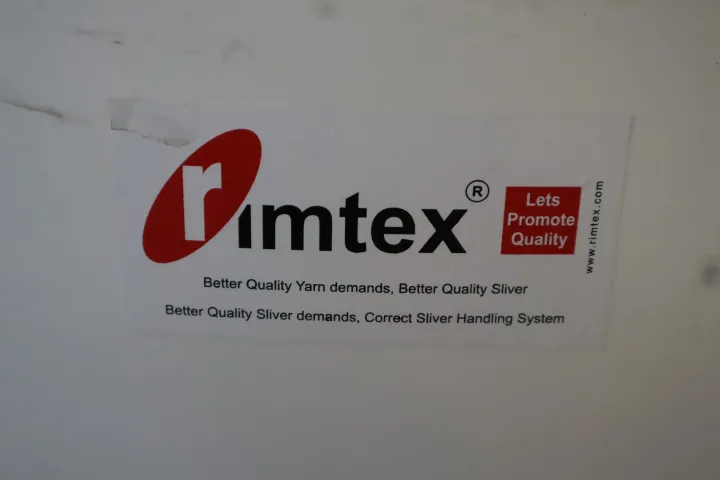 rimtex®
Lets
Promote
Quality
www.rimtex.com
Better Quality Yarn demands, Better Quality Sliver
Better Quality Sliver demands, Correct Sliver Handling System